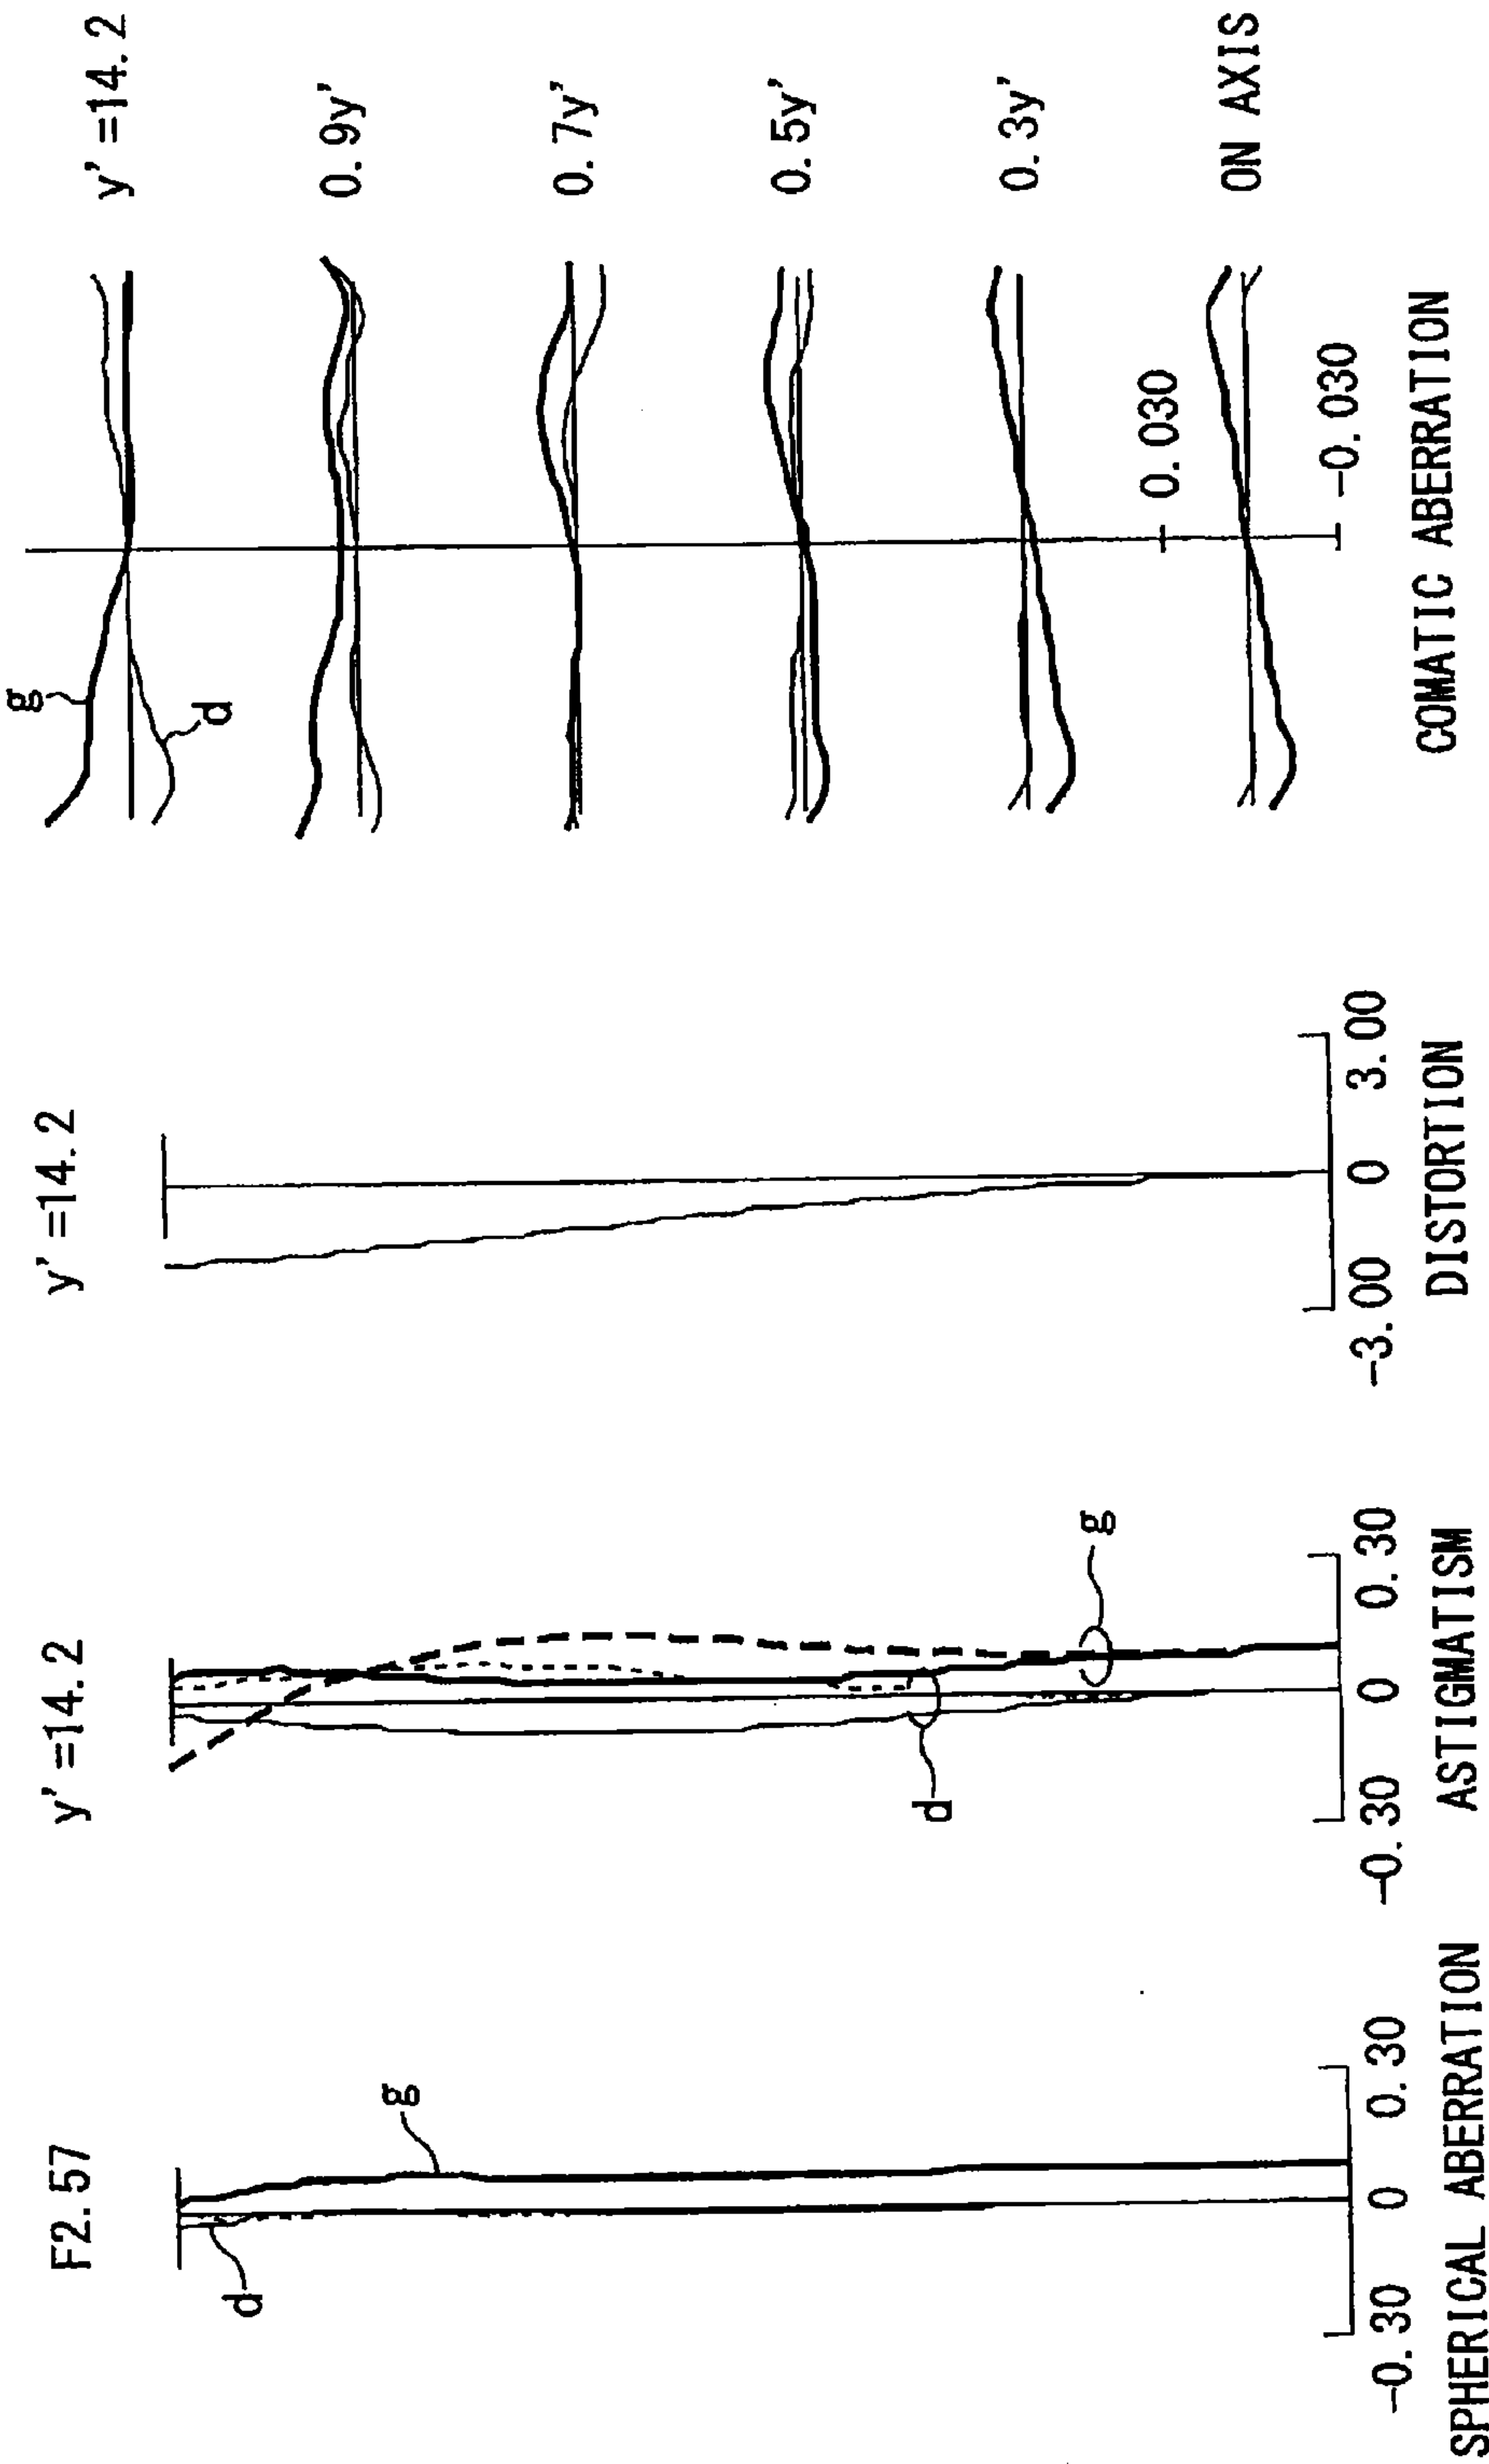 F2.57
d
g
-0.30
0
0.30
SPHERICAL ABERRATION
y'=14.2
d
g
-0.30
0
0.30
ASTIGMATISM
y'=14.2
-3.00
0
3.00
DISTORTION
g
d
y'=14.2
0.9y'
0.7y'
0.5y'
0.3y'
0.030
ON AXIS
-0.030
COMATIC ABERRATION